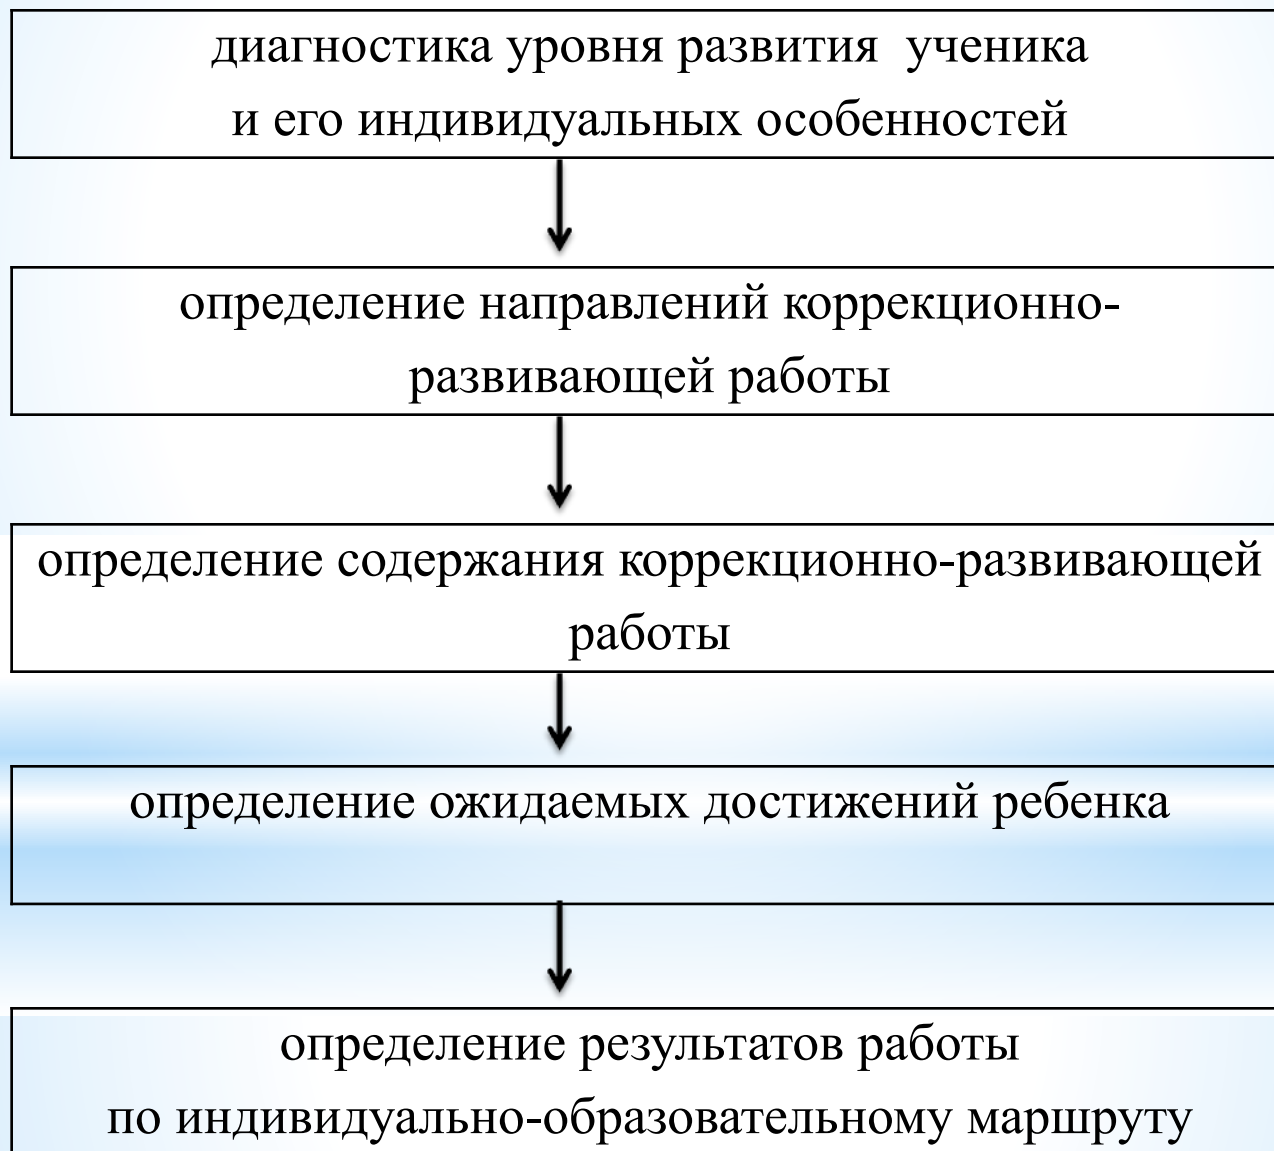 диагностика уровня развития  ученика
и его индивидуальных особенностей
определение направлений коррекционно-
развивающей работы
определение содержания коррекционно-развивающей
работы
определение ожидаемых достижений ребенка
определение результатов работы
по индивидуально-образовательному маршруту